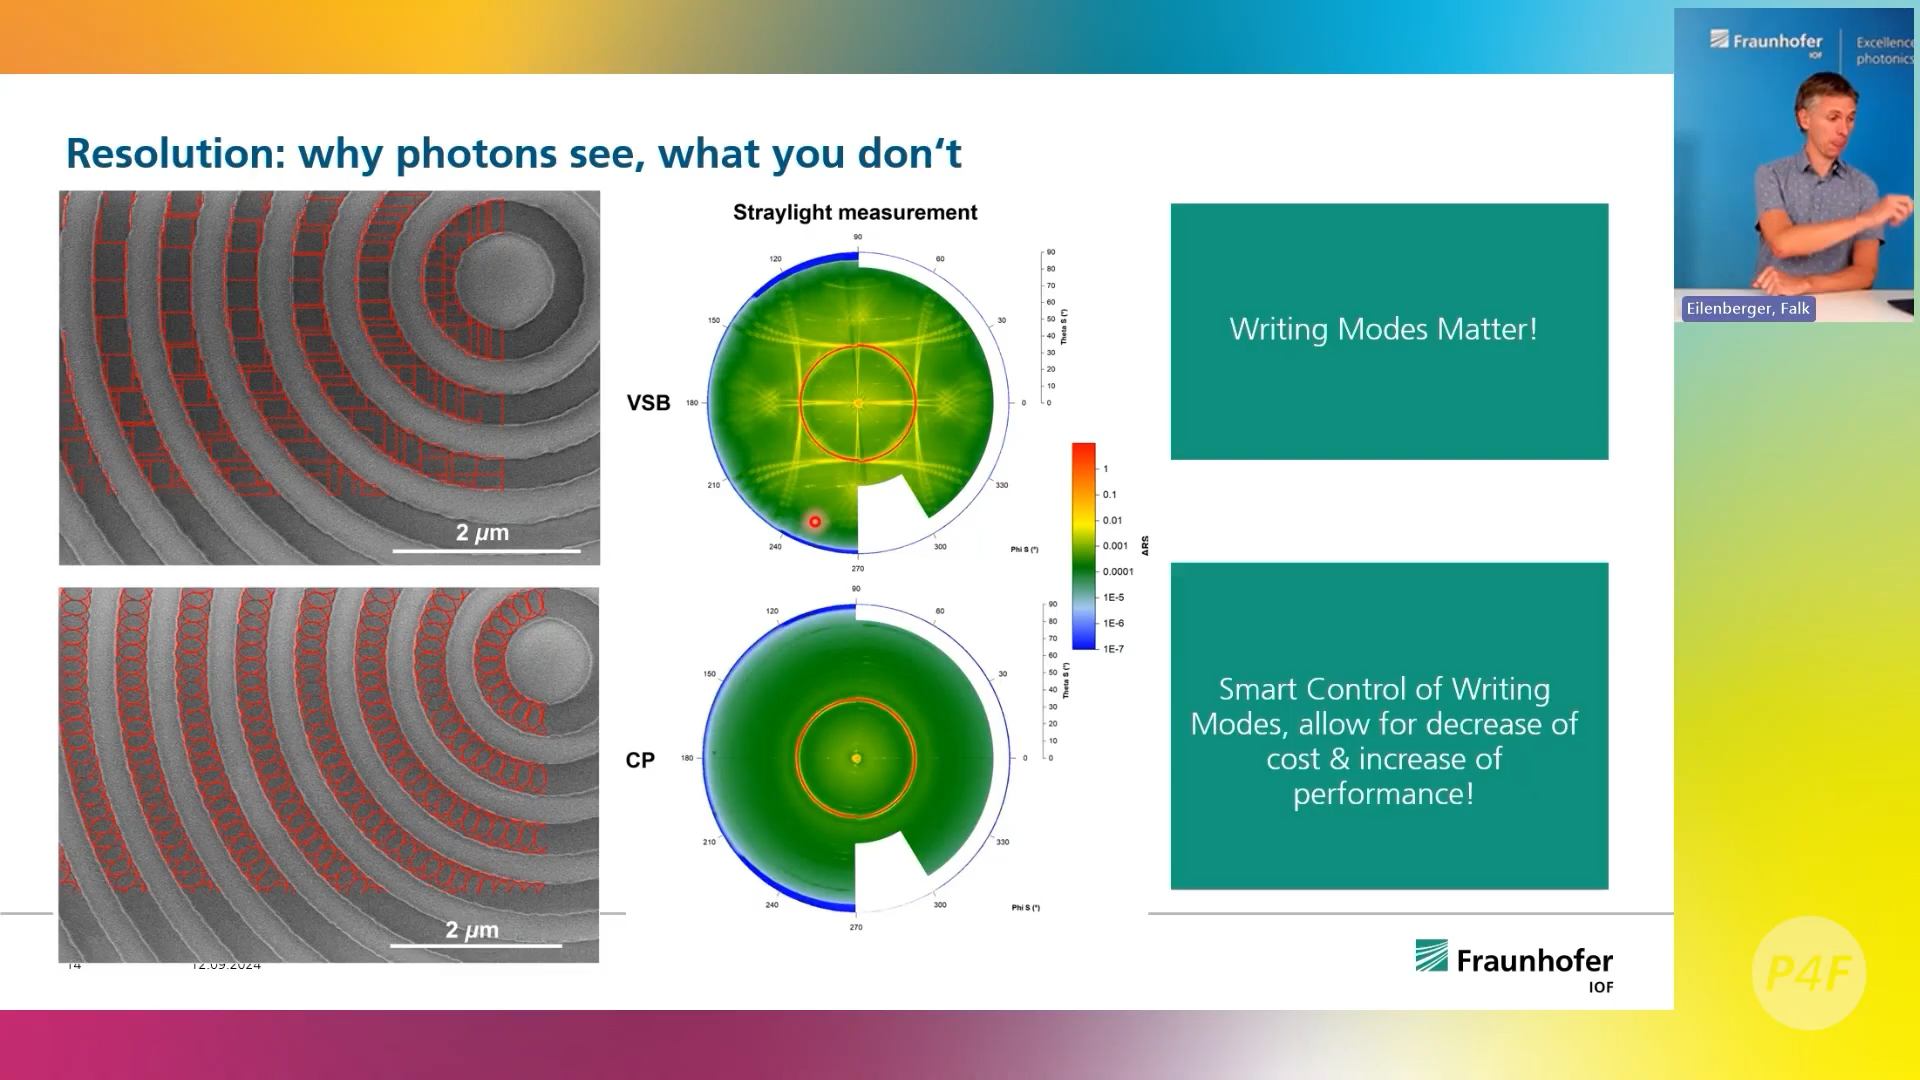 Resolution: why photons see, what you don‘t
2 µm
2 µm
Straylight measurement
VSB
90
120
60
150
30
180
0
210
330
240
300
270
Phi S (°)
90
80
70
60
50
40
30
20
10
0
Theta S (°)
1
0.1
0.01
0.001
0.0001
1E-5
1E-6
1E-7
ARS
CP
90
120
60
150
30
180
0
210
330
240
300
270
Phi S (°)
90
80
70
60
50
40
30
20
10
0
Theta S (°)
Writing Modes Matter!
Smart Control of Writing
Modes, allow for decrease of
cost & increase of
performance!
14
12.09.2024
Fraunhofer
IOF
Fraunhofer
IOF
Excellence
photonics
Eilenberger, Falk
P4F